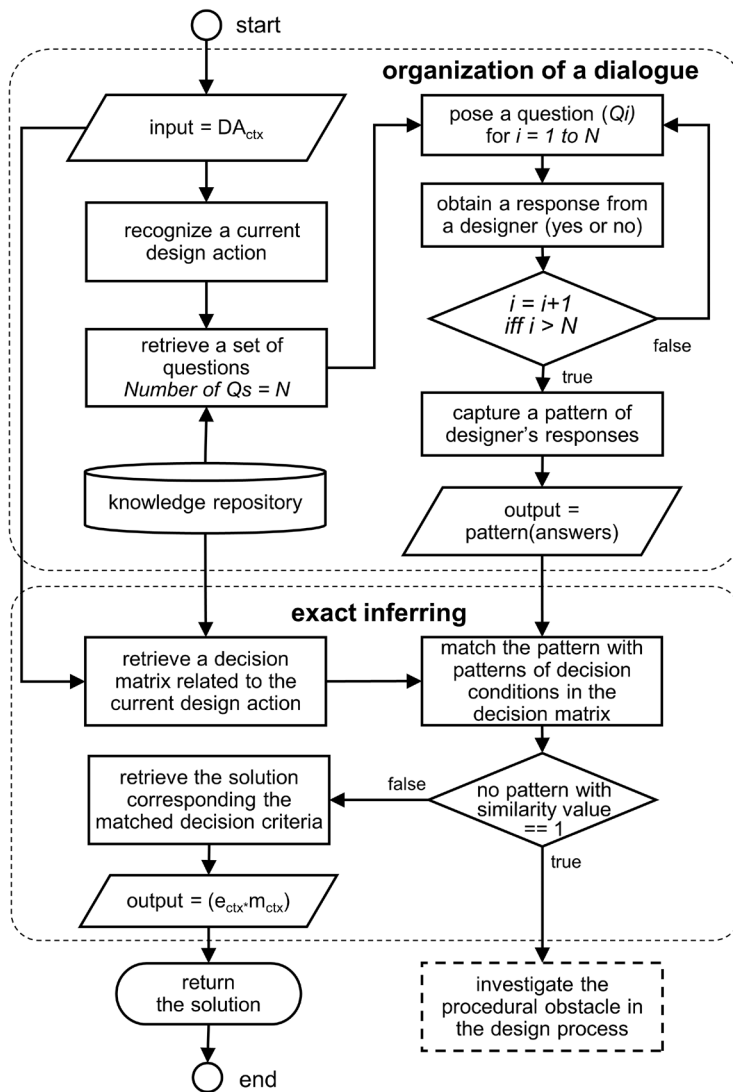 start
organization of a dialogue
input = DActx
recognize a current
design action
retrieve a set of
questions
Number of Qs = N
knowledge repository
pose a question (Qi)
for i = 1 to N
obtain a response from
a designer (yes or no)
i = i+1
iff i > N
false
true
capture a pattern of
designer's responses
output =
pattern(answers)
exact inferring
retrieve a decision
matrix related to the
current design action
match the pattern with
patterns of decision
conditions in the
decision matrix
no pattern with
similarity value
== 1
false
true
retrieve the solution
corresponding the
matched decision criteria
output = (ectx*mctx)
return
the solution
end
investigate the
procedural obstacle in
the design process